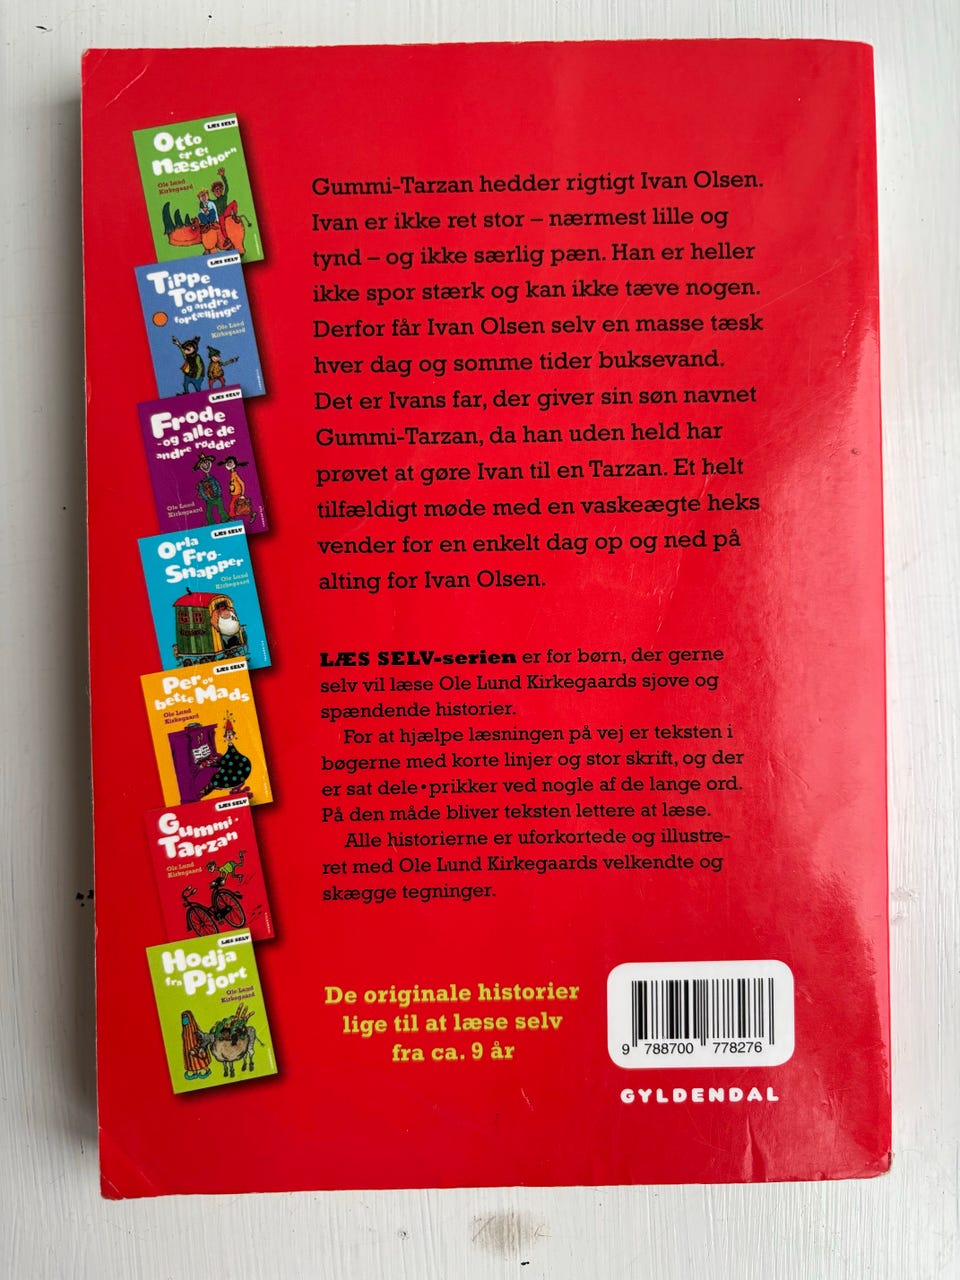 LÆS SELV
Otto
er et
Næsehorn
Ole Lund
Kirkegaard
LÆS SELV
Tippe
Tophat
og andre
fortællinger
Ole Lund
Kirkegaard
LÆS SELV
Frode
-og alle de
andre rødder
Ole Lund
Kirkegaard
LÆS SELV
Orla
Frø-
Snapper
Ole Lund
Kirkegaard
LÆS SELV
Per og
bette Mads
Ole Lund
Kirkegaard
LÆS SELV
Gummi-
Tarzan
Ole Lund
Kirkegaard
LÆS SELV
Hodja
fra Pjort
Ole Lund
Kirkegaard
Gummi-Tarzan hedder rigtigt Ivan Olsen.
Ivan er ikke ret stor – nærmest lille og
tynd – og ikke særlig pæn. Han er heller
ikke spor stærk og kan ikke tæve nogen.
Derfor får Ivan Olsen selv en masse tæsk
hver dag og somme tider buksevand.
Det er Ivans far, der giver sin søn navnet
Gummi-Tarzan, da han uden held har
prøvet at gøre Ivan til en Tarzan. Et helt
tilfældigt møde med en vaskeægte heks
vender for en enkelt dag op og ned på
alting for Ivan Olsen.
LÆS SELV-serien er for børn, der gerne
selv vil læse Ole Lund Kirkegaards sjove og
spændende historier.
For at hjælpe læsningen på vej er teksten i
bøgerne med korte linjer og stor skrift, og der
er sat dele•prikker ved nogle af de lange ord.
På den måde bliver teksten lettere at læse.
Alle historierne er uforkortede og illustre-
ret med Ole Lund Kirkegaards velkendte og
skægge tegninger.
De originale historier
lige til at læse selv
fra ca. 9 år
9 788700 778276
GYLDENDAL